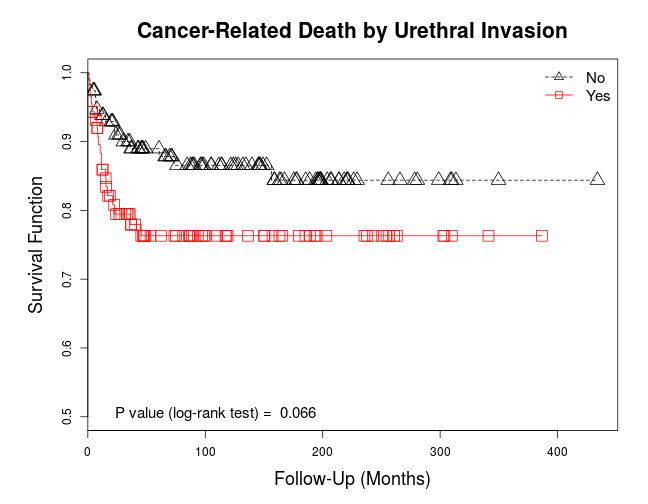 Cancer-Related Death by Urethral Invasion
No
Yes
Survival Function
1.0
0.9
0.8
0.7
0.6
0.5
P value (log-rank test) = 0.066
0 100 200 300 400
Follow-Up (Months)